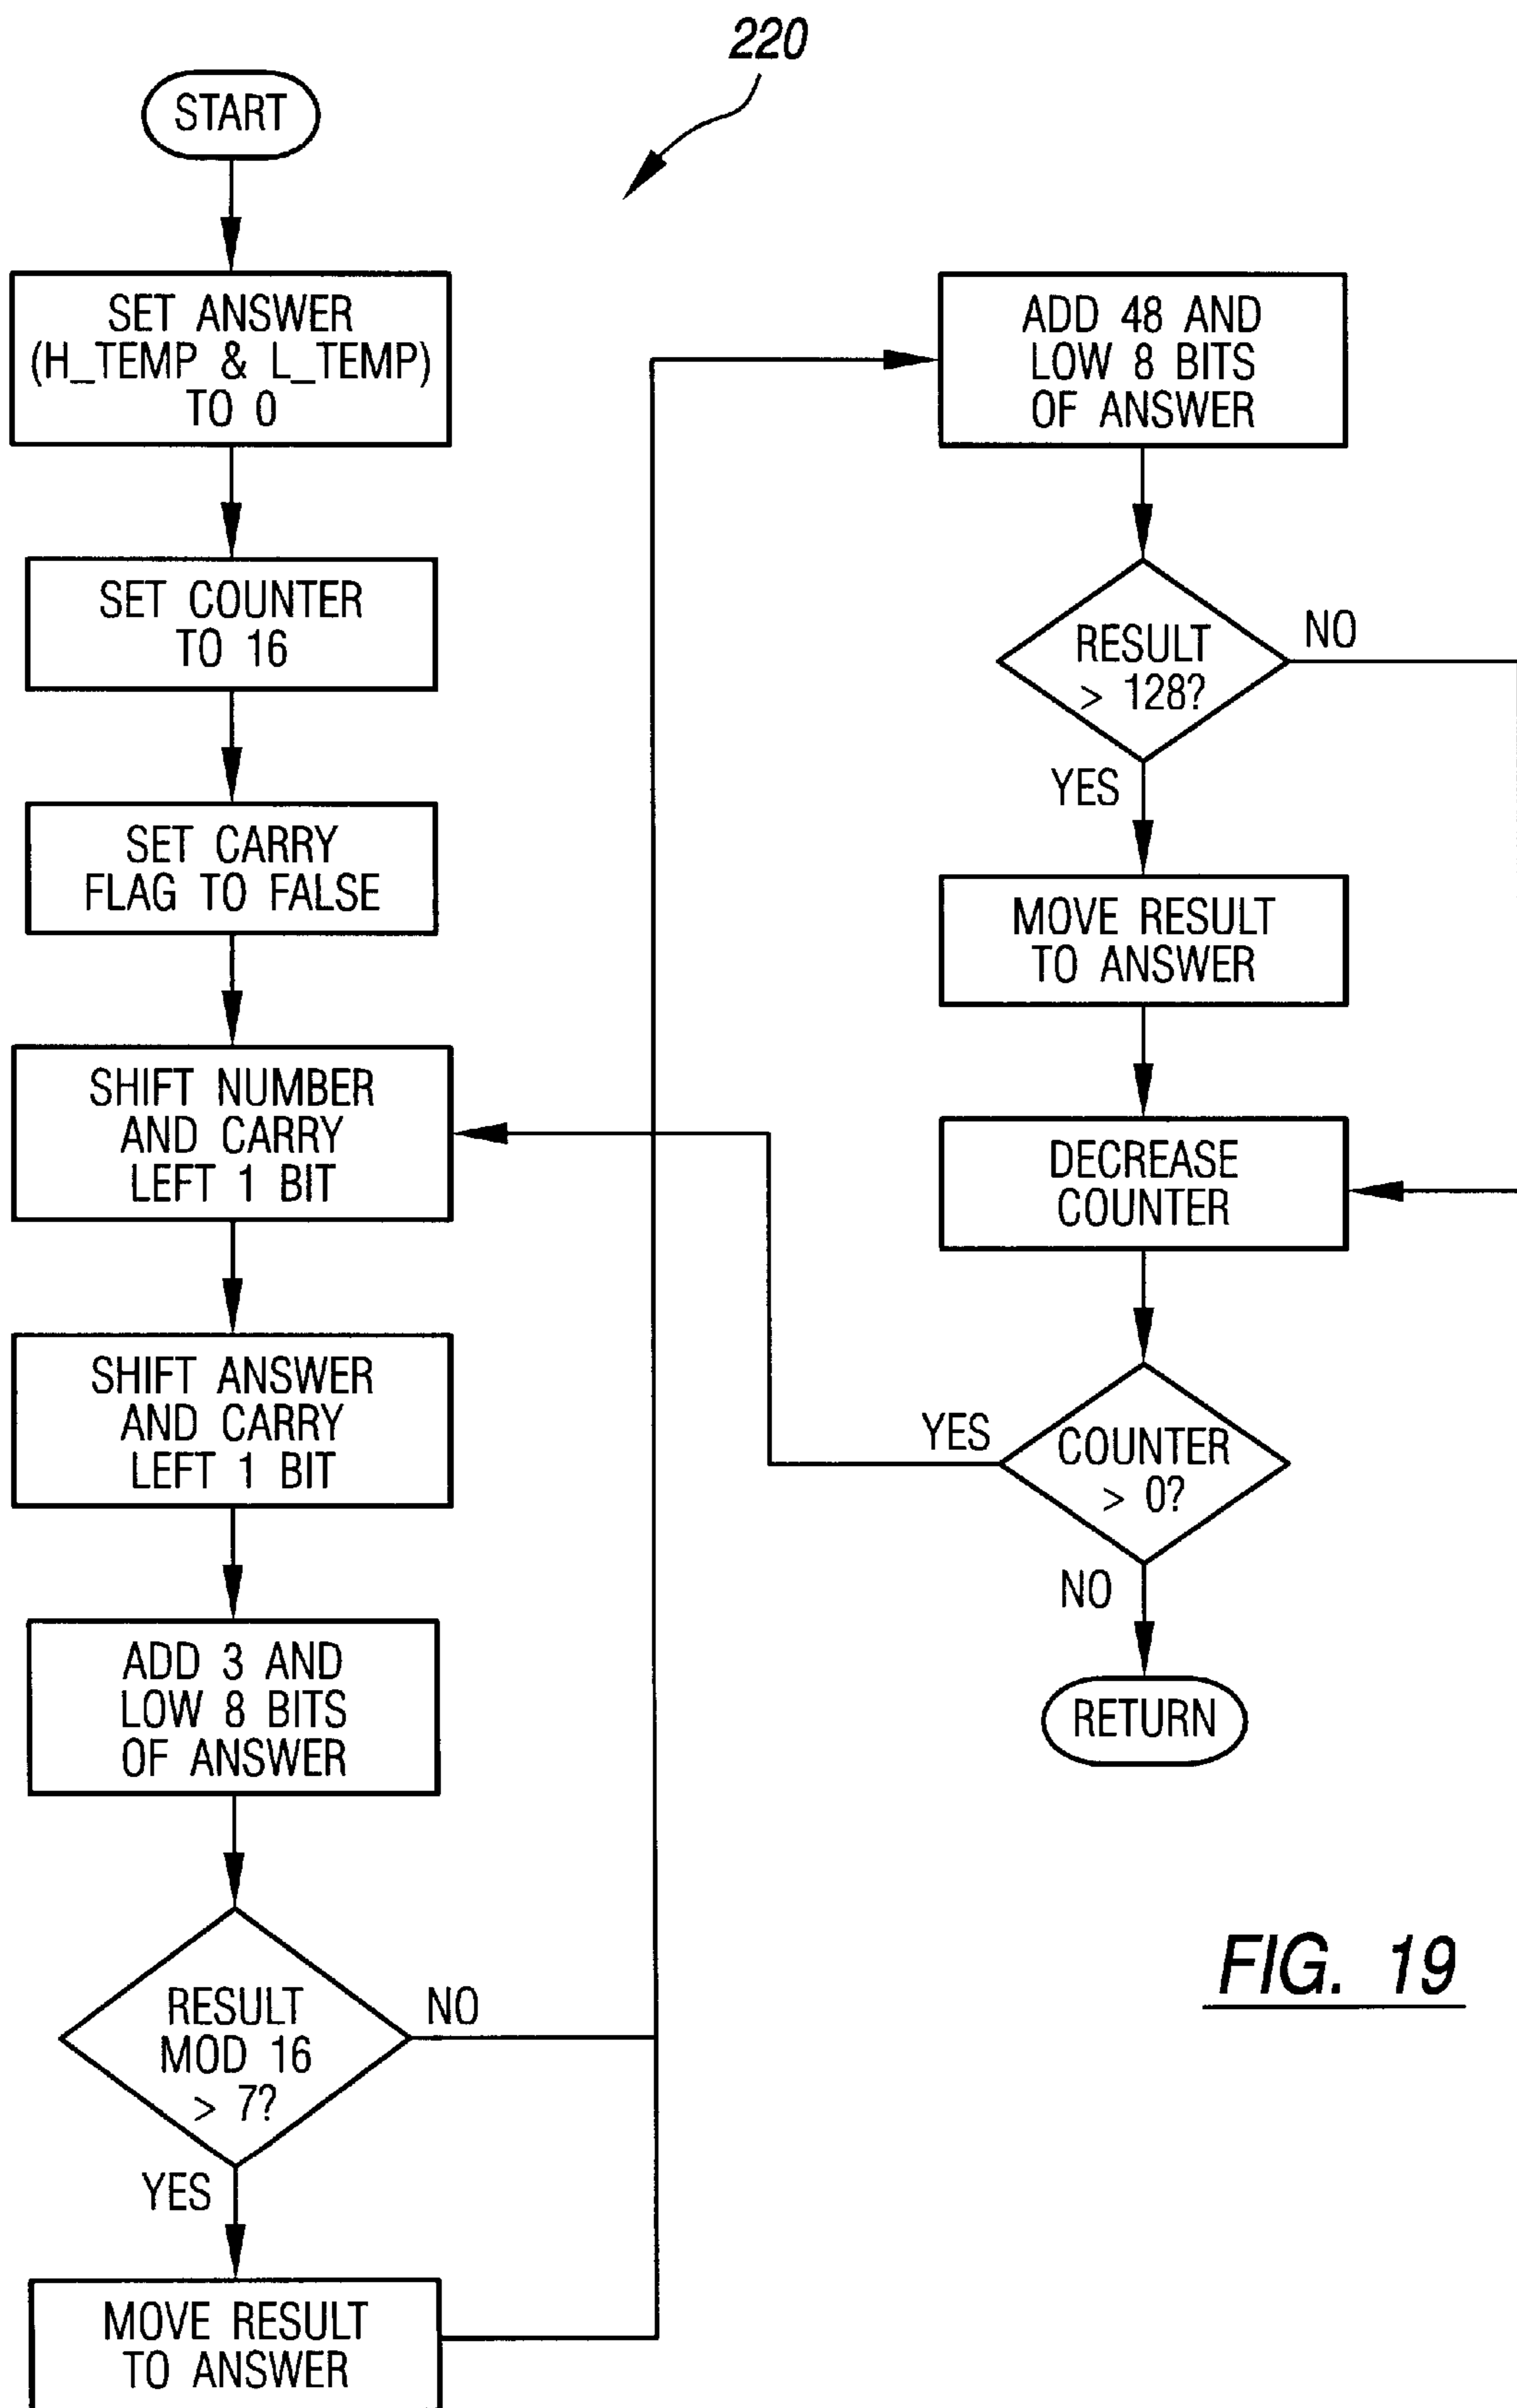 220
START
SET ANSWER
(H_TEMP & L_TEMP)
TO 0
SET COUNTER
TO 16
SET CARRY
FLAG TO FALSE
SHIFT NUMBER
AND CARRY
LEFT 1 BIT
SHIFT ANSWER
AND CARRY
LEFT 1 BIT
ADD 3 AND
LOW 8 BITS
OF ANSWER
RESULT
MOD 16
> 7?
NO
YES
MOVE RESULT
TO ANSWER
ADD 48 AND
LOW 8 BITS
OF ANSWER
RESULT
> 128?
NO
YES
MOVE RESULT
TO ANSWER
DECREASE
COUNTER
COUNTER
> 0?
YES
NO
RETURN
FIG. 19